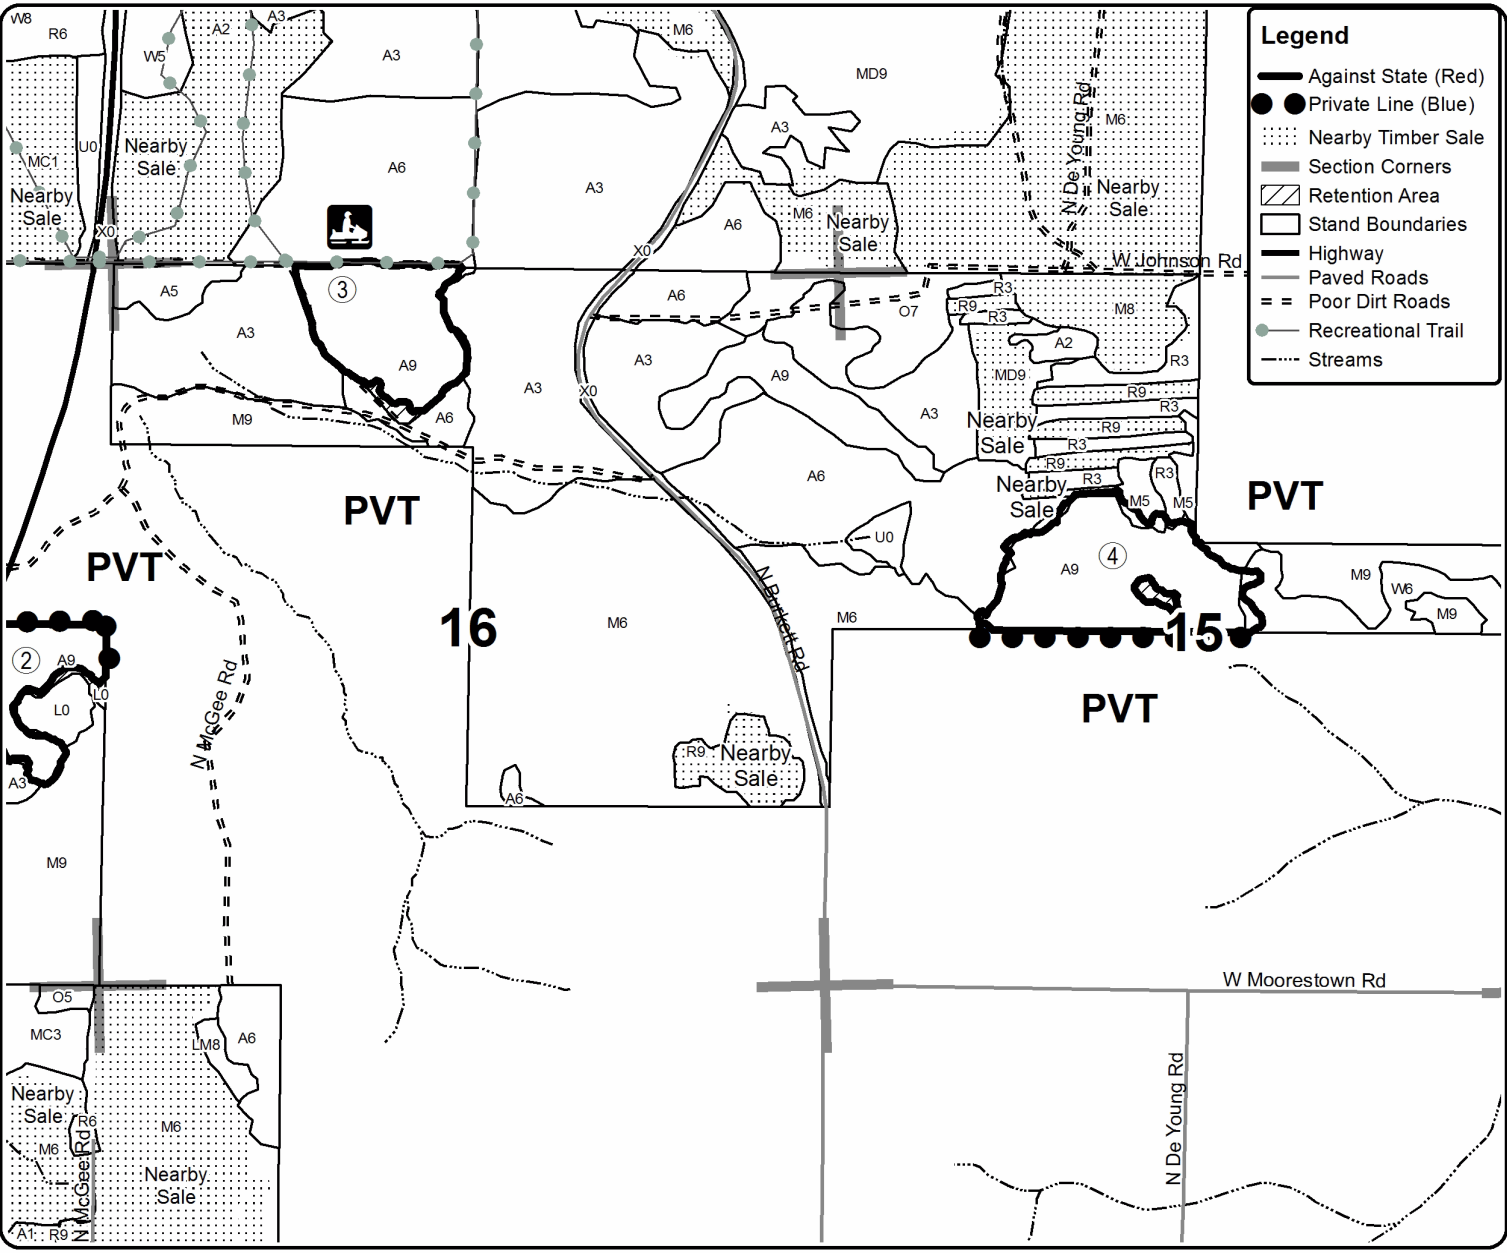 W8
R6
W5
A2
A3
A3
M6
MD9
Legend
Against State (Red)
Private Line (Blue)
Nearby Timber Sale
Section Corners
Retention Area
Stand Boundaries
Highway
Paved Roads
Poor Dirt Roads
Recreational Trail
Streams
MC1
U0
Nearby
Sale
Nearby
Sale
A6
A3
A3
N De Young Rd
M6
Nearby
Sale
X0
X0
A6
M6
Nearby
Sale
W Johnson Rd
A5
3
A6
O7
R3
R9
R3
M8
A3
A9
A3
A3
X0
A9
A2
MD9
R3
R9
R3
M9
A6
A3
Nearby
Sale
R9
R3
R9
R3
R3
A6
Nearby
Sale
M5
M5
PVT
PVT
PVT
U0
4
A9
M9
W6
M9
16
M6
N Burkett Rd
M6
15
2
A9
L0
L0
A3
N McGee Rd
PVT
R9
Nearby
Sale
A6
M9
W Moorestown Rd
O5
MC3
LM8
A6
Nearby
Sale
R6
M6
M6
Nearby
Sale
N McGee Rd
A1
R9
N De Young Rd